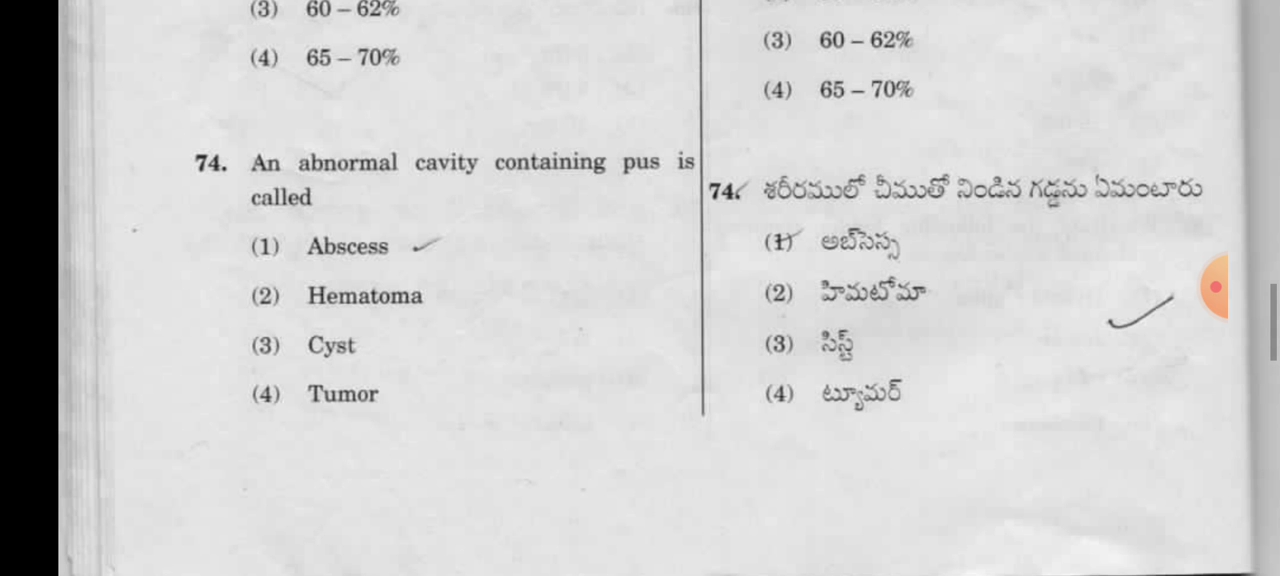 (3) 60 – 62%
(4) 65 – 70%
74. An abnormal cavity containing pus is
called
(1) Abscess
(2) Hematoma
(3) Cyst
(4) Tumor
(3) 60 – 62%
(4) 65 – 70%
74. శరీరములో చీముతో నిండిన గడ్డను ఏమంటారు
(1) అబ్‌సెస్స
(2) హిమటోమా
(3) సిస్ట్
(4) ట్యూమర్